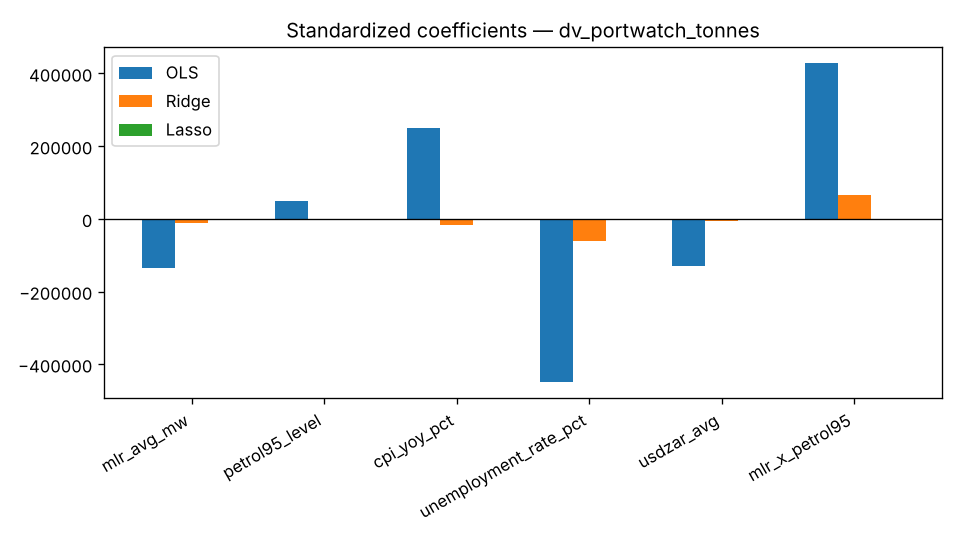 Standardized coefficients — dv_portwatch_tonnes
OLS
Ridge
Lasso
400000
200000
0
−200000
−400000
mlr_avg_mw
petrol95_level
cpi_yoy_pct
unemployment_rate_pct
usdzar_avg
mlr_x_petrol95